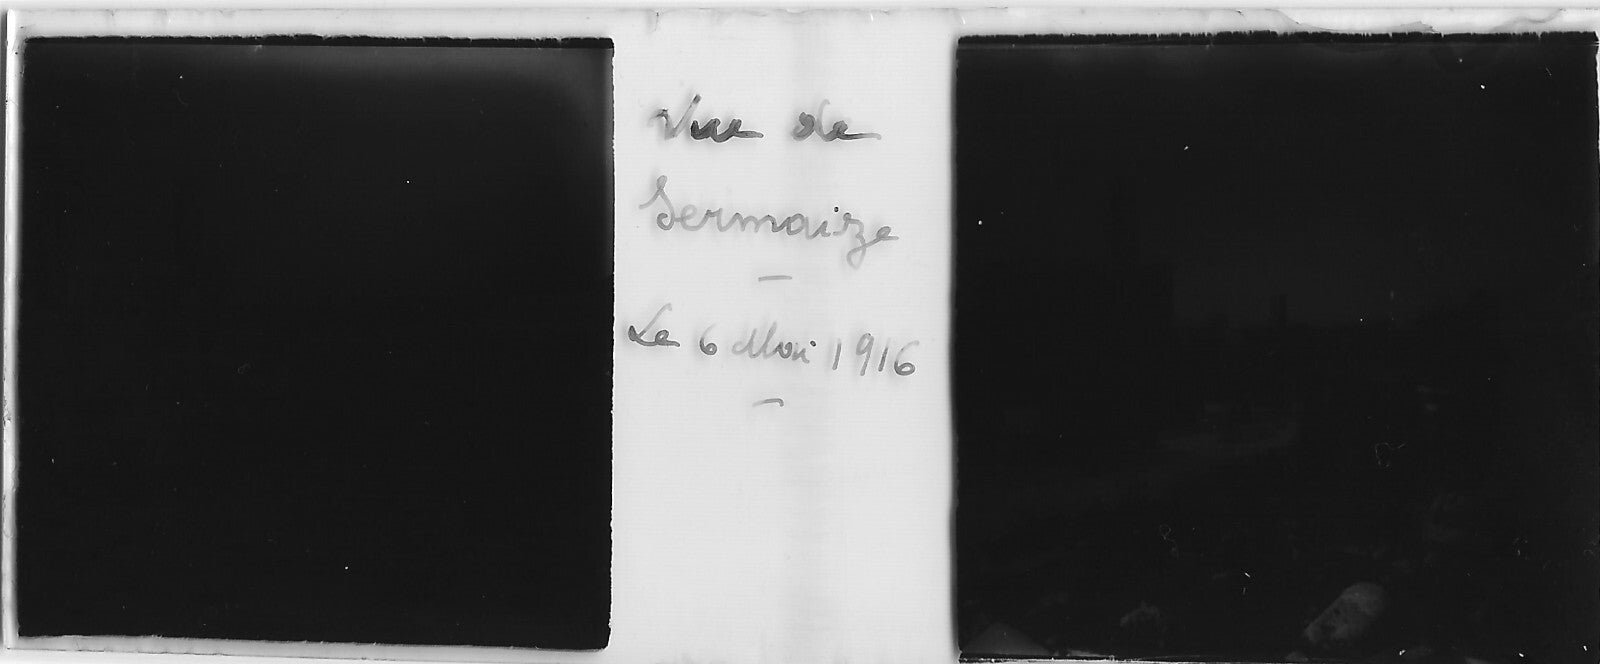 Vue de
Sermaize
Le 6 Mai 1916